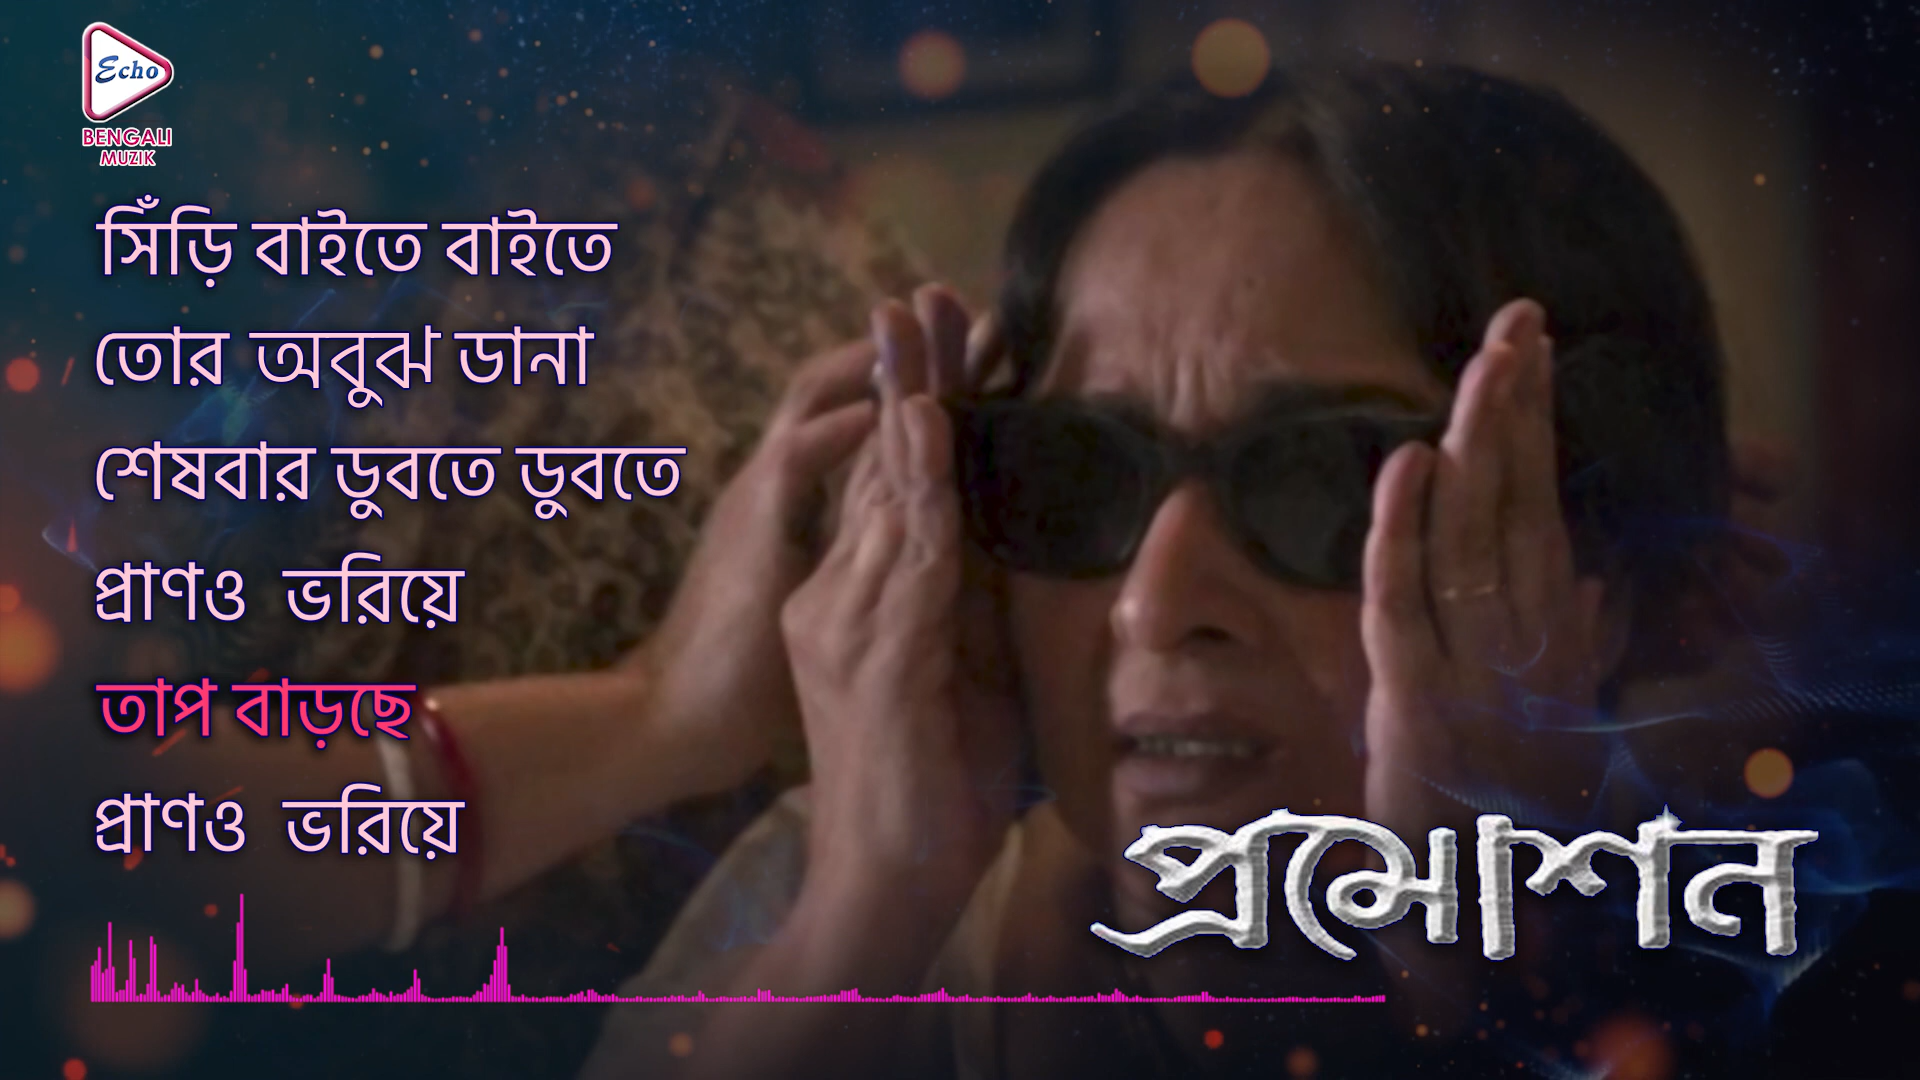 Echo
BENGALI
MUZIK
সিঁড়ি বাইতে বাইতে
তোর অবুঝ ডানা
শেষবার ডুবতে ডুবতে
প্রাণও ভরিয়ে
তাপ বাড়ছে
প্রাণও ভরিয়ে
প্রমোশন